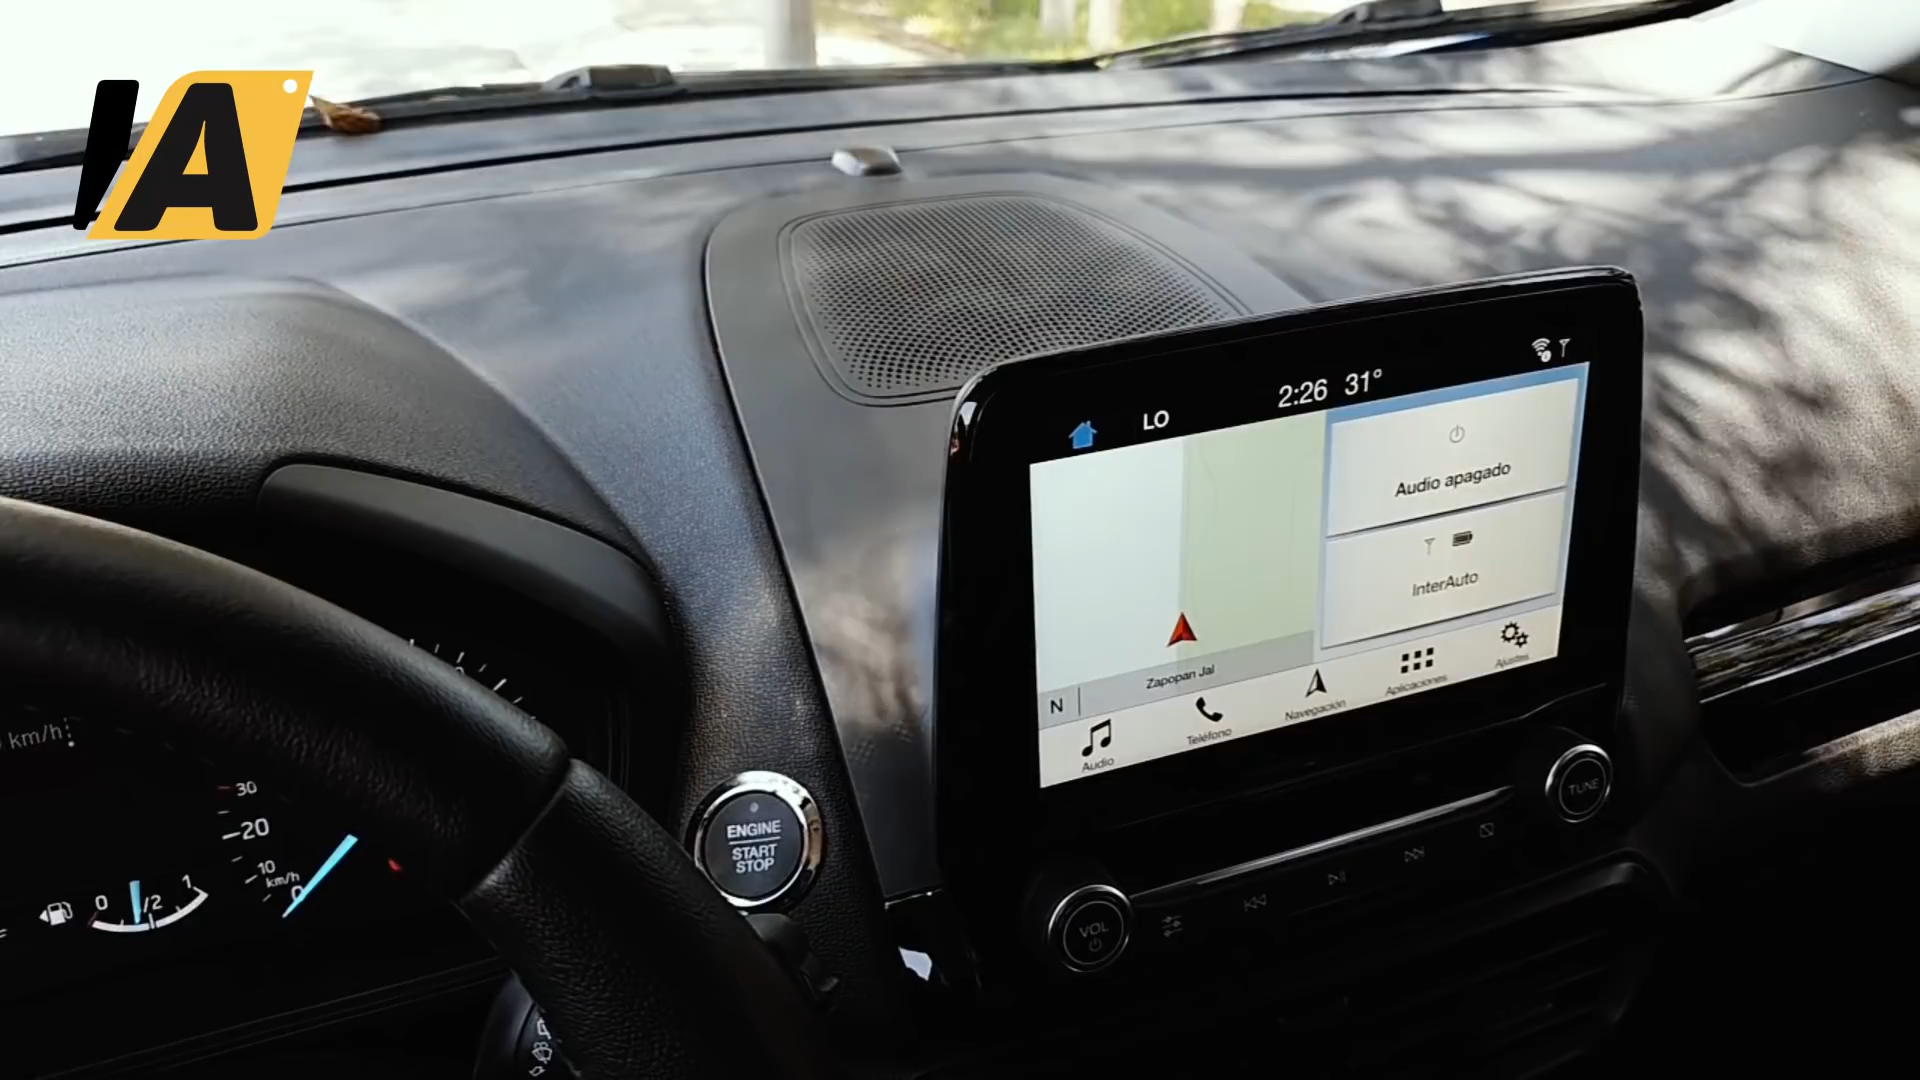 IA
LO
2:26 31°
Audio apagado
InterAuto
Zapopan Jal
N
Audio
Teléfono
Navegación
Aplicaciones
Ajustes
TUNE
VOL
ENGINE
START
STOP
km/h
30
20
10
km/h
0
0 1/2 1